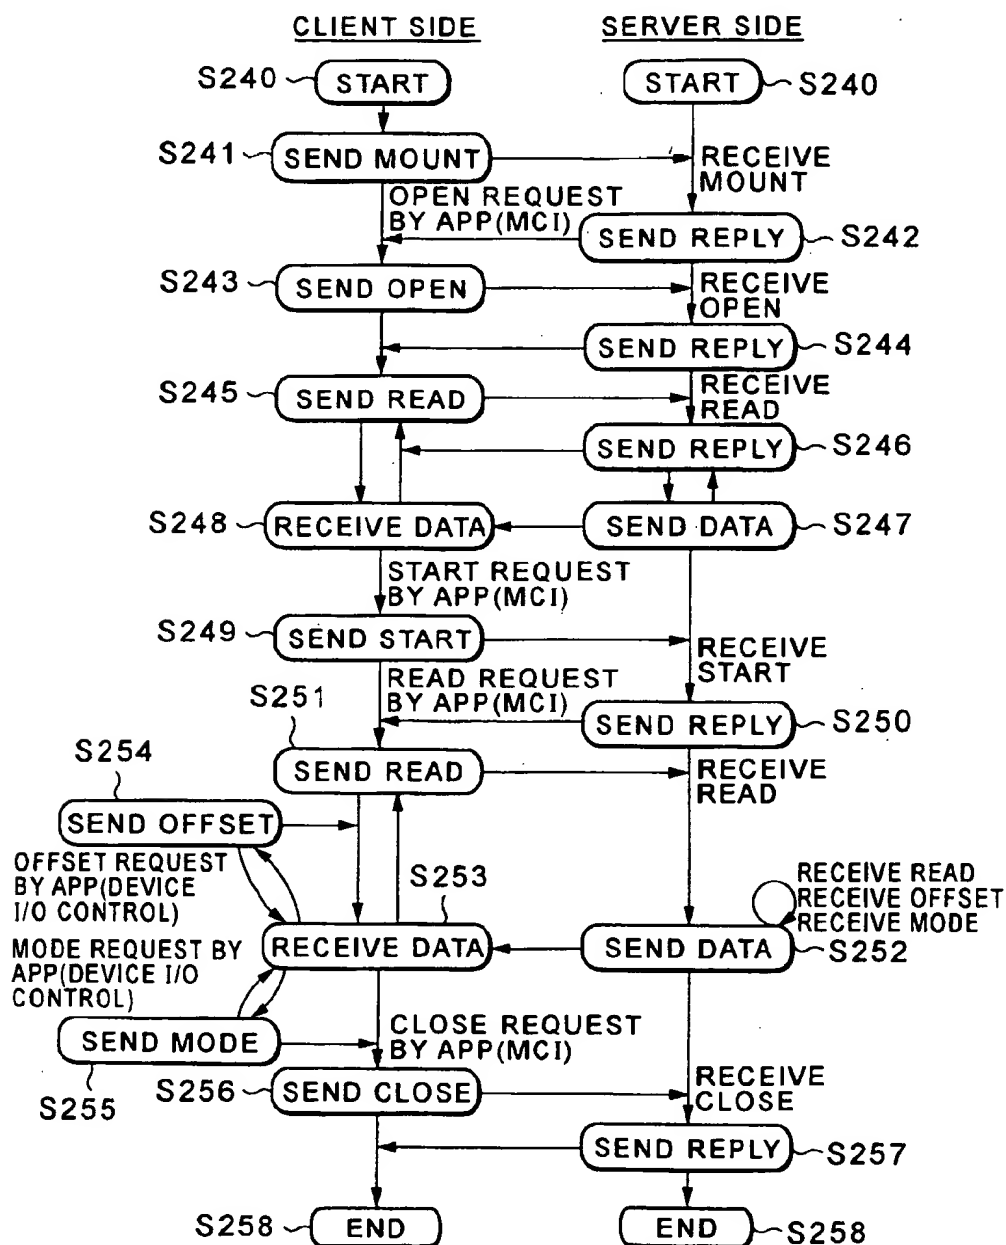 CLIENT SIDE
SERVER SIDE
S240
START
START
S240
S241
SEND MOUNT
RECEIVE
MOUNT
OPEN REQUEST
BY APP(MCI)
SEND REPLY
S242
S243
SEND OPEN
RECEIVE
OPEN
SEND REPLY
S244
S245
SEND READ
RECEIVE
READ
SEND REPLY
S246
S248
RECEIVE DATA
SEND DATA
S247
START REQUEST
BY APP(MCI)
S249
SEND START
RECEIVE
START
S251
READ REQUEST
BY APP(MCI)
SEND REPLY
S250
S254
SEND READ
RECEIVE
READ
SEND OFFSET
OFFSET REQUEST
BY APP(DEVICE
I/O CONTROL)
S253
RECEIVE READ
RECEIVE OFFSET
RECEIVE MODE
MODE REQUEST BY
APP(DEVICE I/O
CONTROL)
RECEIVE DATA
SEND DATA
S252
SEND MODE
S255
CLOSE REQUEST
BY APP(MCI)
S256
SEND CLOSE
RECEIVE
CLOSE
SEND REPLY
S257
S258
END
END
S258